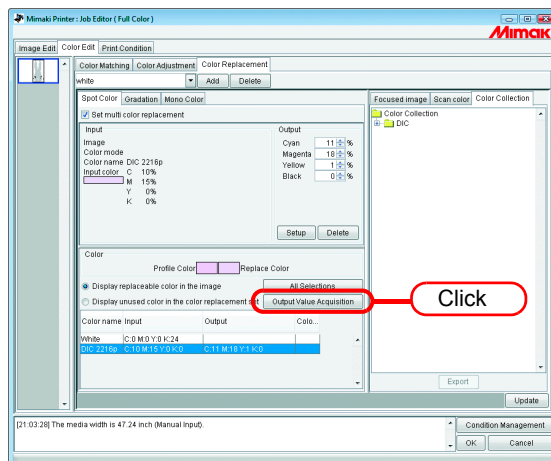 Mimaki Printer : Job Editor ( Full Color )
Mimak
Image Edit Color Edit Print Condition
Color Matching Color Adjustment Color Replacement
white Add Delete
Spot Color Gradation Mono Color
Focused image Scan color Color Collection
Set multi color replacement
Input
Image
Color mode
Color name DIC 2216p
Input color C 10%
M 15%
Y 0%
K 0%
Output
Cyan 11 %
Magenta 18 %
Yellow 1 %
Black 0 %
Setup Delete
Color Collection
DIC
Color
Profile Color Replace Color
Display replaceable color in the image All Selections
Display unused color in the color replacement set Output Value Acquisition
Click
Color name Input Output Colo...
White C:0 M:0 Y:0 K:24
DIC 2216p C:10 M:15 Y:0 K:0 C:11 M:18 Y:1 K:0
Export
Update
[21:03:28] The media width is 47.24 inch (Manual Input).
Condition Management
OK Cancel